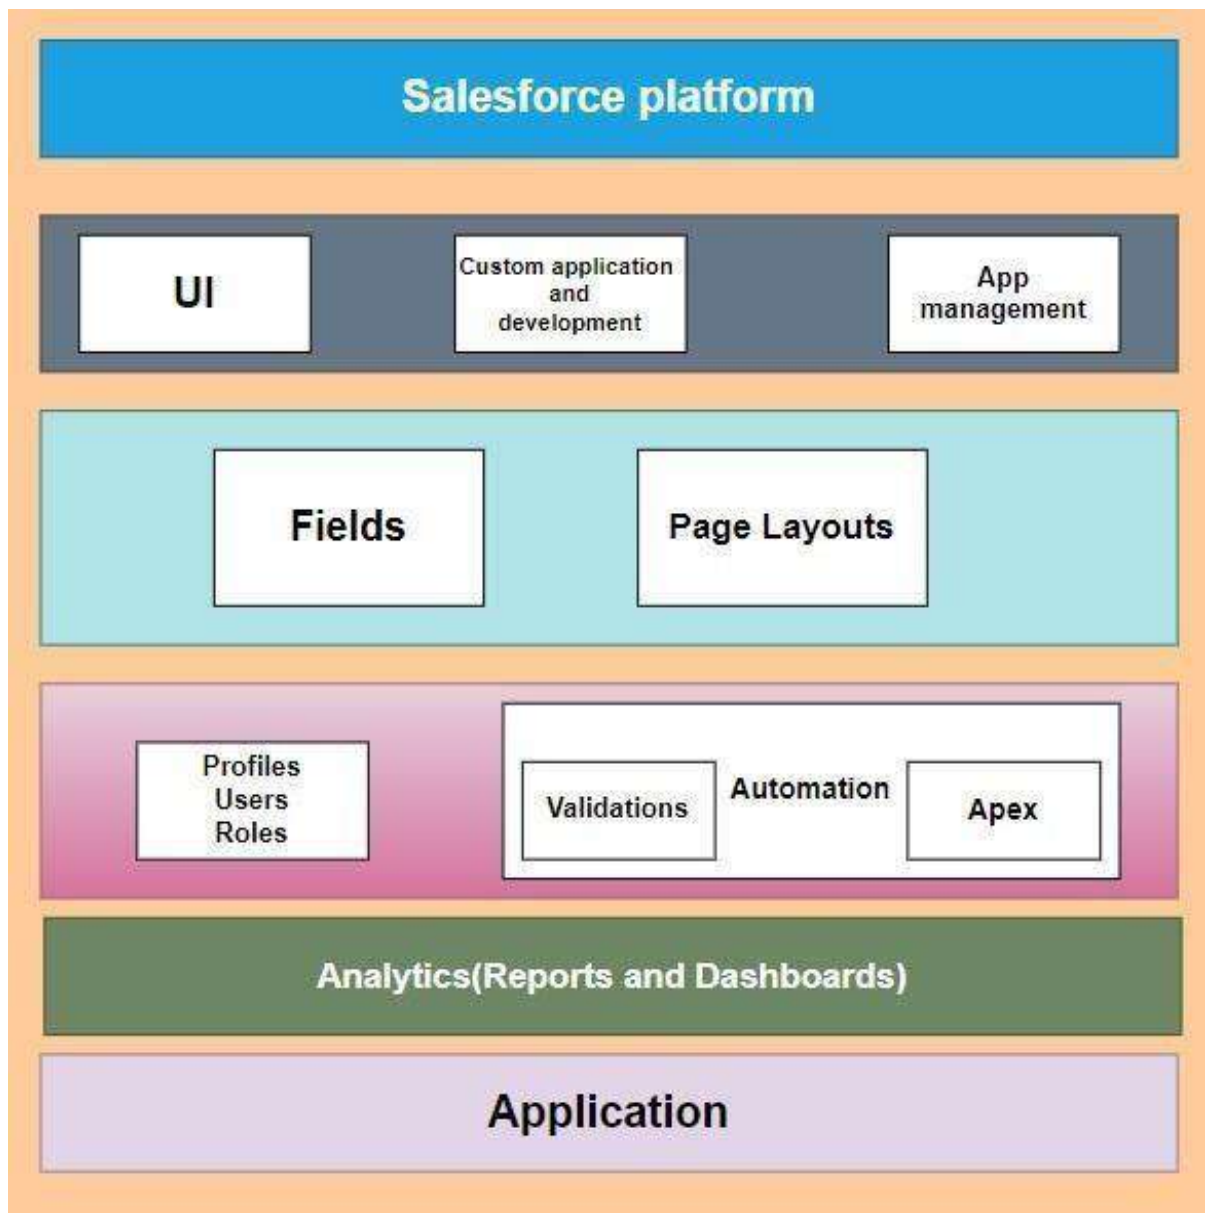 Salesforce platform
UI
Custom application
and
development
App
management
Fields
Page Layouts
Profiles
Users
Roles
Validations
Automation
Apex
Analytics(Reports and Dashboards)
Application